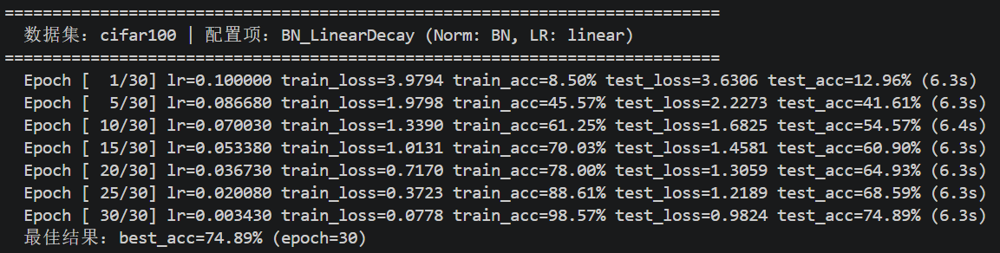 ===========================================================================
数据集：cifar100 | 配置项：BN_LinearDecay (Norm: BN, LR: linear)
===========================================================================
Epoch [  1/30] lr=0.100000 train_loss=3.9794 train_acc=8.50% test_loss=3.6306 test_acc=12.96% (6.3s)
Epoch [  5/30] lr=0.086680 train_loss=1.9798 train_acc=45.57% test_loss=2.2273 test_acc=41.61% (6.3s)
Epoch [ 10/30] lr=0.070030 train_loss=1.3390 train_acc=61.25% test_loss=1.6825 test_acc=54.57% (6.4s)
Epoch [ 15/30] lr=0.053380 train_loss=1.0131 train_acc=70.03% test_loss=1.4581 test_acc=60.90% (6.3s)
Epoch [ 20/30] lr=0.036730 train_loss=0.7170 train_acc=78.00% test_loss=1.3059 test_acc=64.93% (6.3s)
Epoch [ 25/30] lr=0.020080 train_loss=0.3723 train_acc=88.61% test_loss=1.2189 test_acc=68.59% (6.3s)
Epoch [ 30/30] lr=0.003430 train_loss=0.0778 train_acc=98.57% test_loss=0.9824 test_acc=74.89% (6.3s)
最佳结果：best_acc=74.89% (epoch=30)